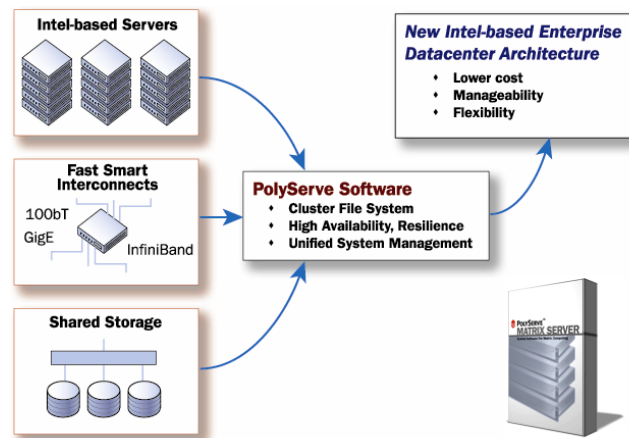 Intel-based Servers
Fast Smart
Interconnects
100bT
GigE
InfiniBand
Shared Storage
PolyServe Software
♦ Cluster File System
♦ High Availability, Resilience
♦ Unified System Management
New Intel-based Enterprise
Datacenter Architecture
♦ Lower cost
♦ Manageability
♦ Flexibility
POLYSERVE™
MATRIX SERVER